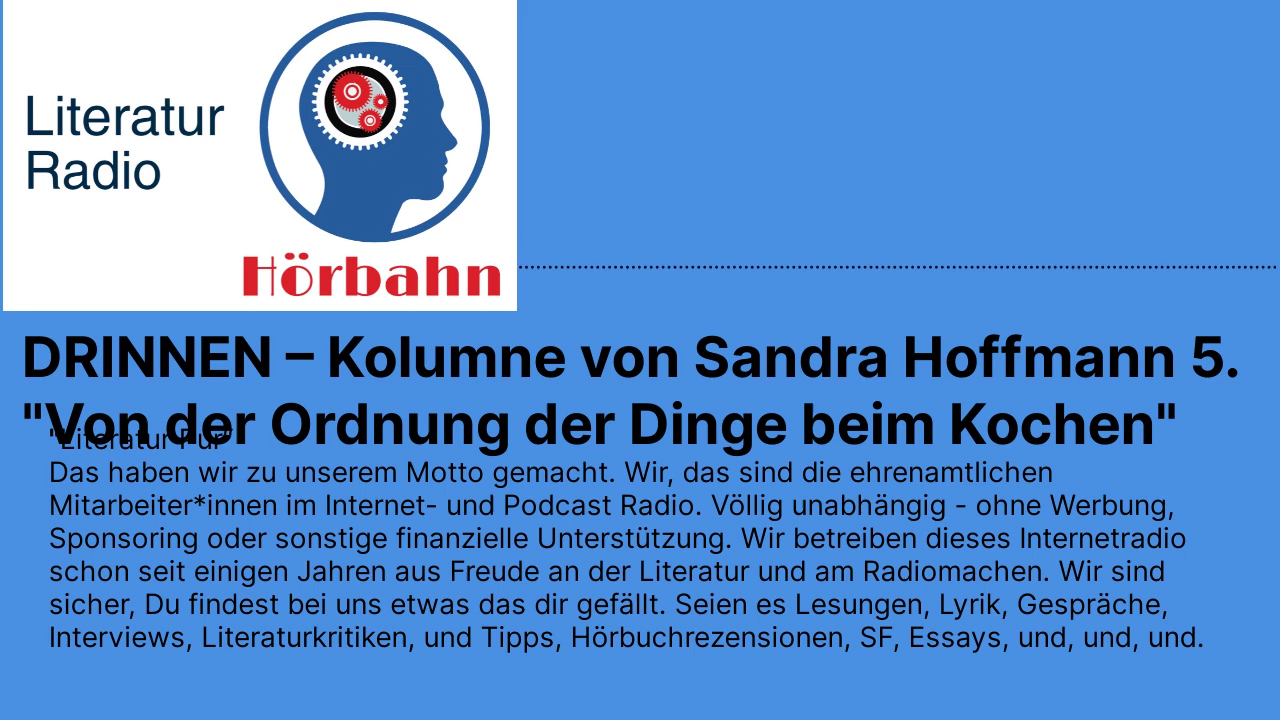 Literatur
Radio
Hörbahn
DRINNEN – Kolumne von Sandra Hoffmann 5.
"Von der Ordnung der Dinge beim Kochen"
"Literatur Pur"
Das haben wir zu unserem Motto gemacht. Wir, das sind die ehrenamtlichen
Mitarbeiter*innen im Internet- und Podcast Radio. Völlig unabhängig - ohne Werbung,
Sponsoring oder sonstige finanzielle Unterstützung. Wir betreiben dieses Internetradio
schon seit einigen Jahren aus Freude an der Literatur und am Radiomachen. Wir sind
sicher, Du findest bei uns etwas das dir gefällt. Seien es Lesungen, Lyrik, Gespräche,
Interviews, Literaturkritiken, und Tipps, Hörbuchrezensionen, SF, Essays, und, und, und.